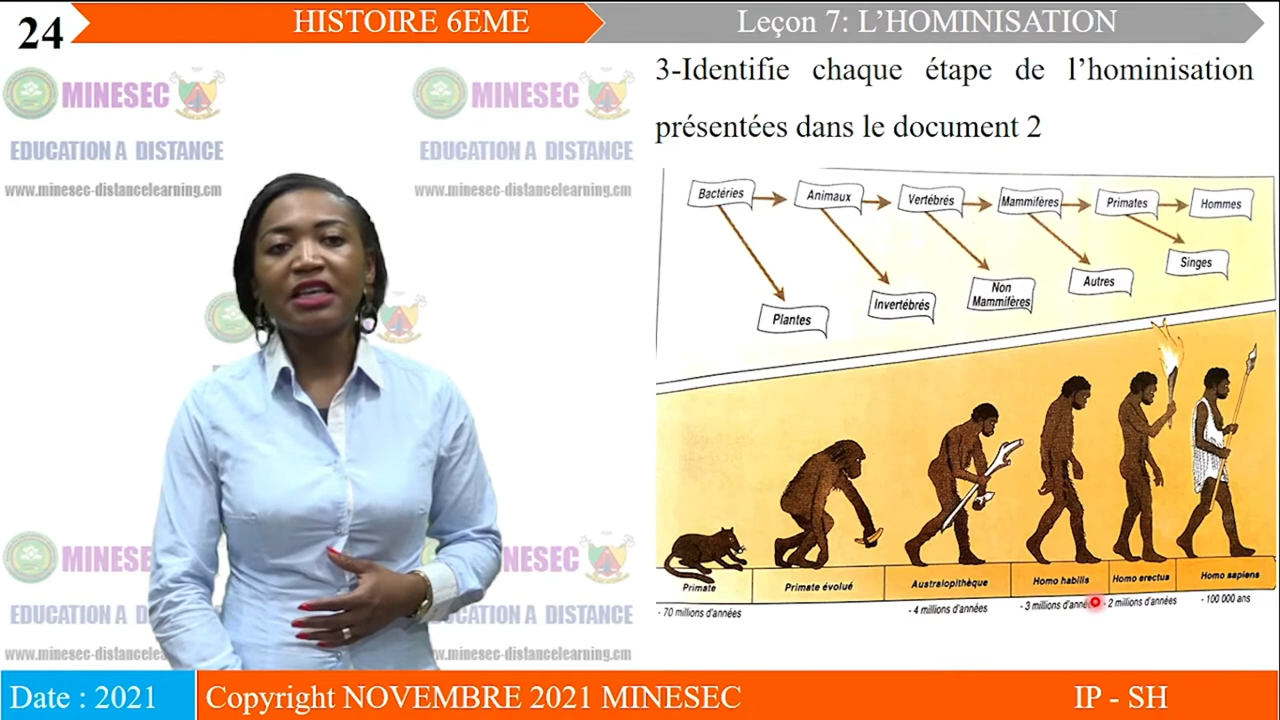 24
HISTOIRE 6EME
Leçon 7: L'HOMINISATION
MINESEC
MINESEC
EDUCATION A DISTANCE
EDUCATION A DISTANCE
www.minesec-distancelearning.cm
www.minesec-distancelearning.cm
3-Identifie chaque étape de l'hominisation
présentées dans le document 2
Bactéries
Animaux
Vertébrés
Mammifères
Primates
Hommes
Plantes
Invertébrés
Non
Mammifères
Autres
Singes
Primate
Primate évolué
Australopithèque
Homo habilis
Homo erectus
Homo sapiens
- 70 millions d'années
- 4 millions d'années
- 3 millions
- 2 millions d'années
- 100 000 ans
MINESEC
MINESEC
EDUCATION
EDUCATION A DISTANCE
www.minesec-distancelearning.cm
Date : 2021
Copyright NOVEMBRE 2021 MINESEC
IP - SH